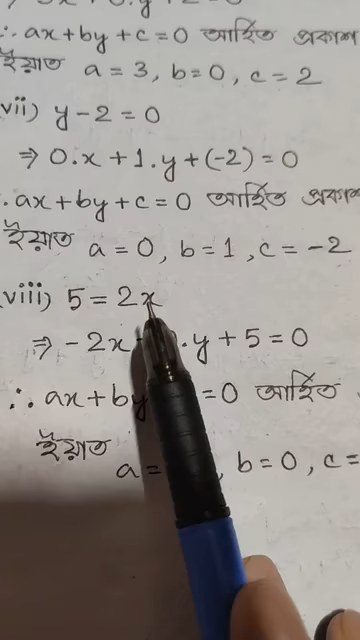 ∴ ax+by+c=0 আৰ্হিত প্ৰকাশ
ইয়াত a=3, b=0, c=2
vii) y-2=0
⇒ 0.x+1.y+(-2)=0
ax+by+c=0 আৰ্হিত প্ৰকাশ
ইয়াত a=0, b=1, c=-2
viii) 5=2x
⇒ -2x .y+5=0
∴ ax+by =0 আৰ্হিত
ইয়াত
a= , b=0, c=